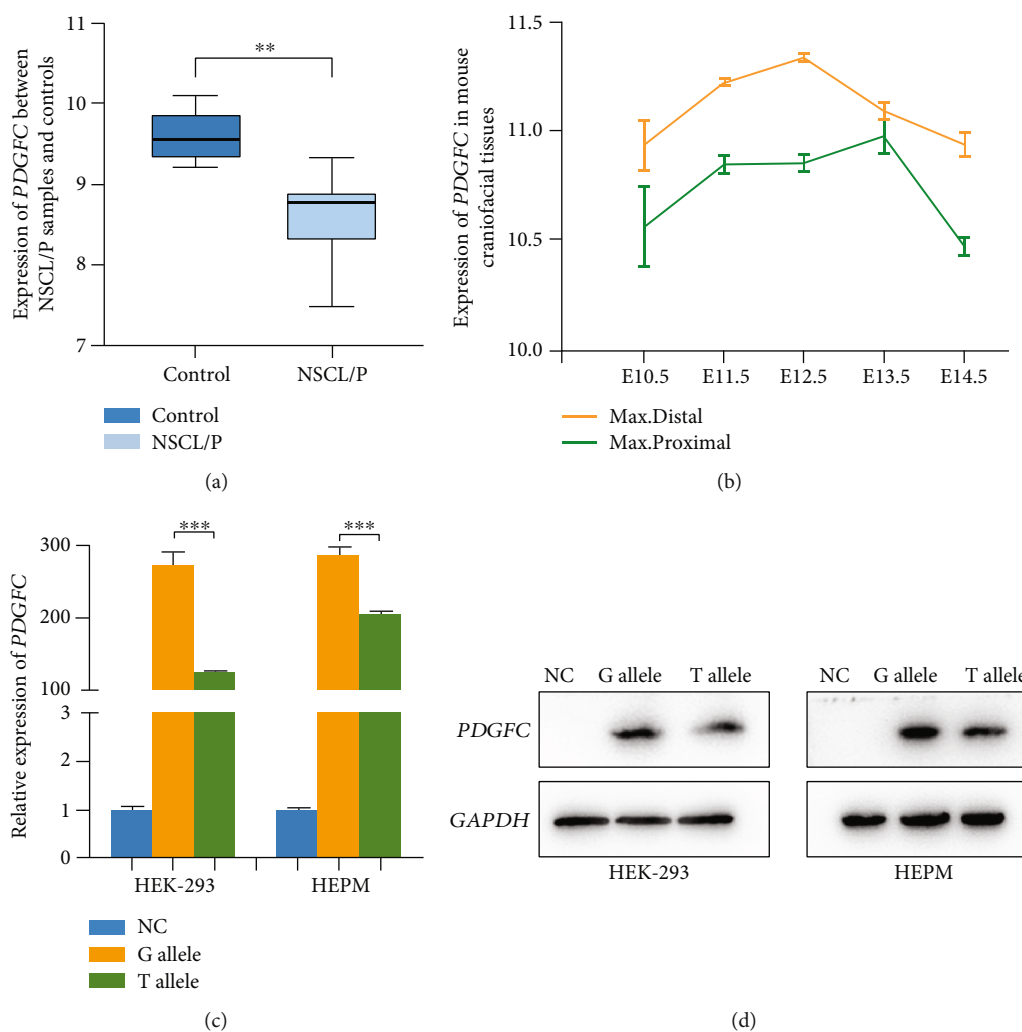 Expression of PDGFC between
NSCL/P samples and controls
11
10
9
8
7
**
Control
NSCL/P
Control
NSCL/P
(a)
Expression of PDGFC in mouse
craniofacial tissues
11.5
11.0
10.5
10.0
E10.5
E11.5
E12.5
E13.5
E14.5
Max.Distal
Max.Proximal
(b)
Relative expression of PDGFC
300
200
100
3
2
1
0
***
***
HEK-293
HEPM
NC
G allele
T allele
(c)
NC G allele T allele
NC G allele T allele
PDGFC
GAPDH
HEK-293
HEPM
(d)